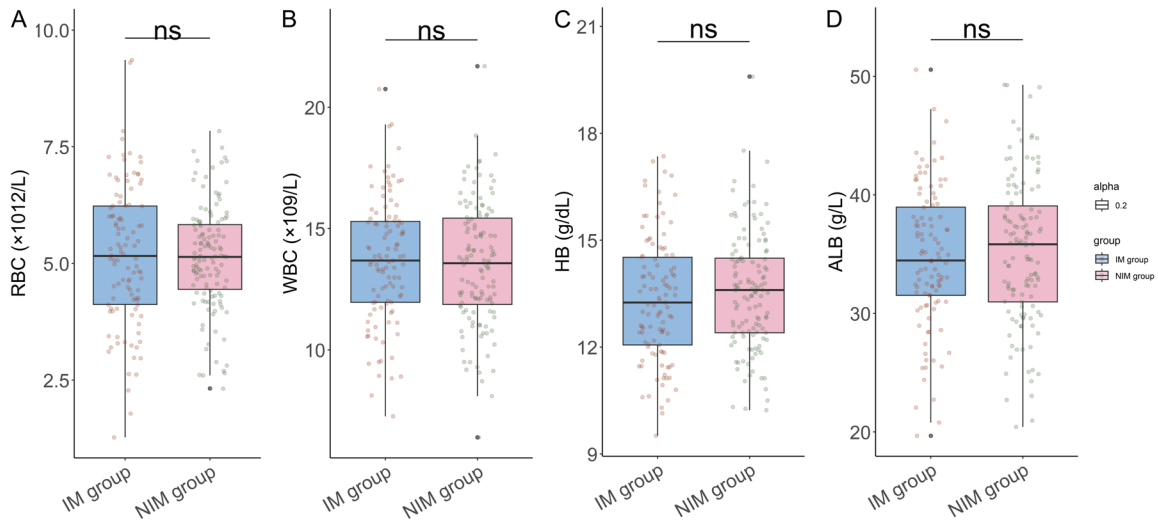 A
RBC (×1012/L)
10.0
7.5
5.0
2.5
ns
IM group
NIM group
B
WBC (×109/L)
20
15
10
ns
IM group
NIM group
C
HB (g/dL)
21
18
15
12
9
ns
IM group
NIM group
D
ALB (g/L)
50
40
30
20
ns
IM group
NIM group
alpha
0.2
group
IM group
NIM group